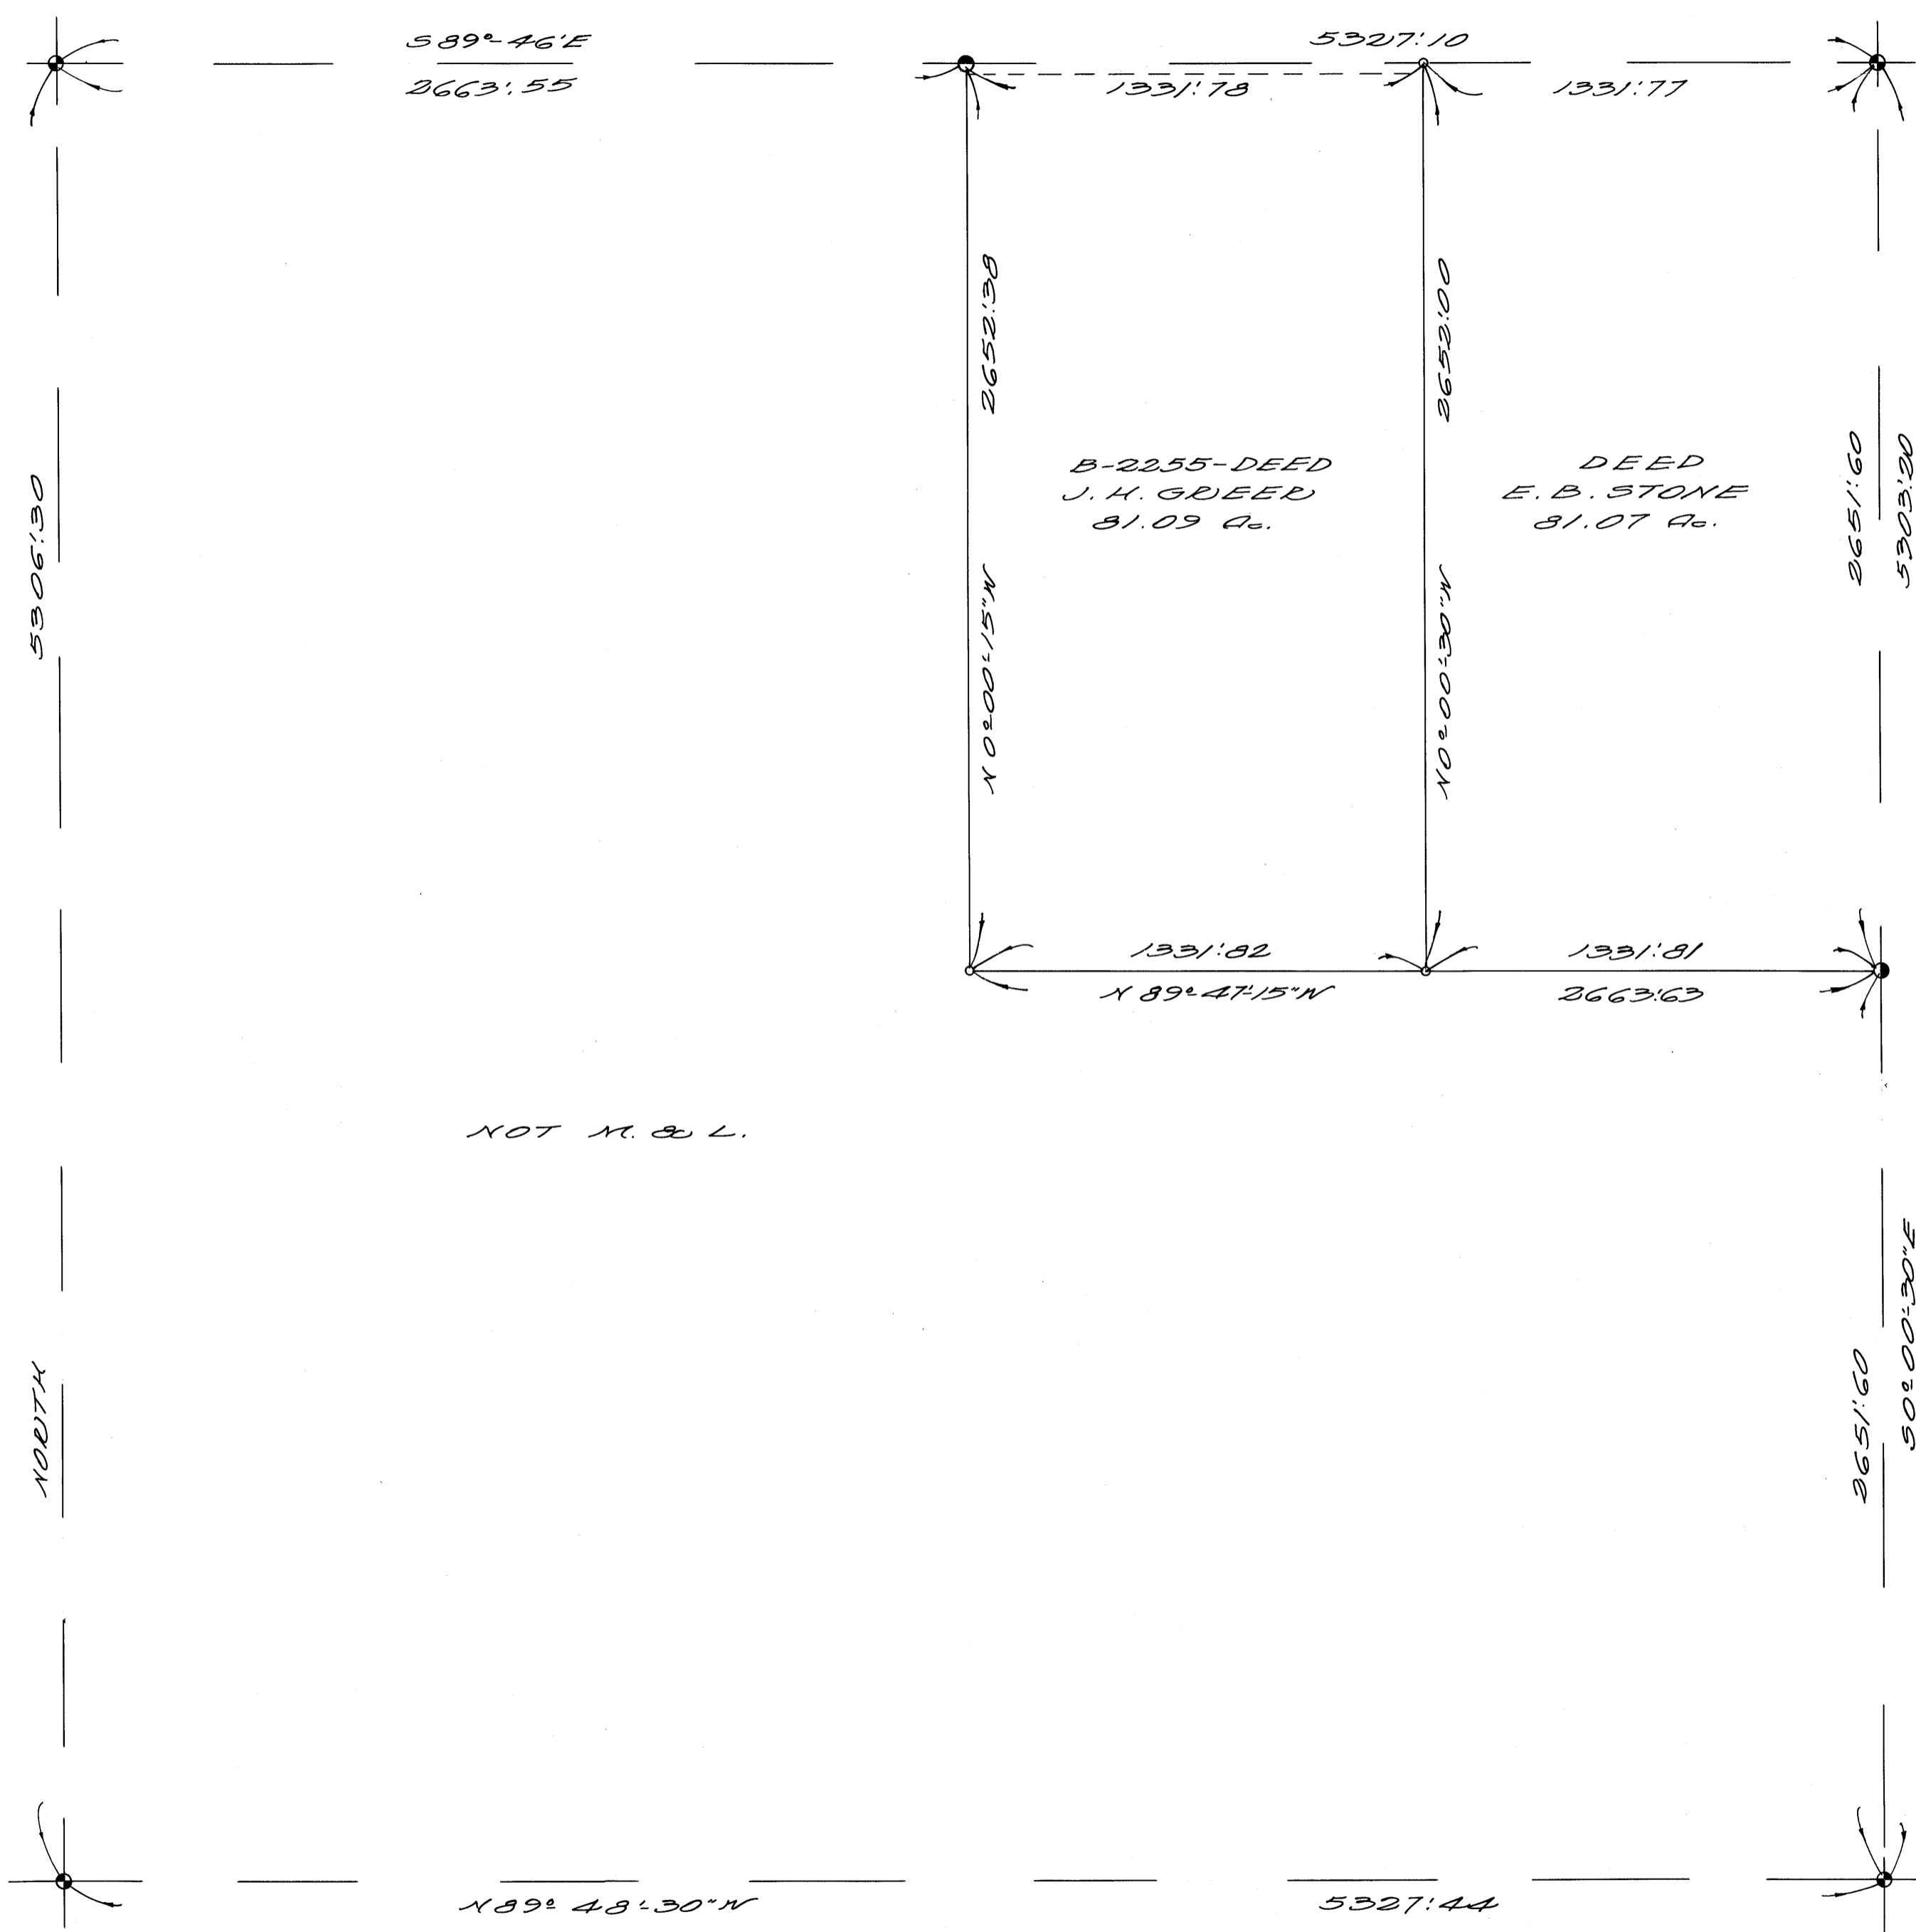 S 89°-46'E
5327'.10
2663'.55
1331'.78
1331'.77
2652'.38
2652'.00
B-2255-DEED
J. H. GREER
81.09 Ac.
DEED
E. B. STONE
81.07 Ac.
2651'.60
5303'.20
5306'.30
N 0°-00'-15"W
N 0°-00'-30"W
1331'.82
1331'.81
N 89°-47'-15"W
2663'.63
NOT M. & L.
S 0°-00'-30"E
2651'.60
NORTH
N 89°-48'-30"W
5327'.44